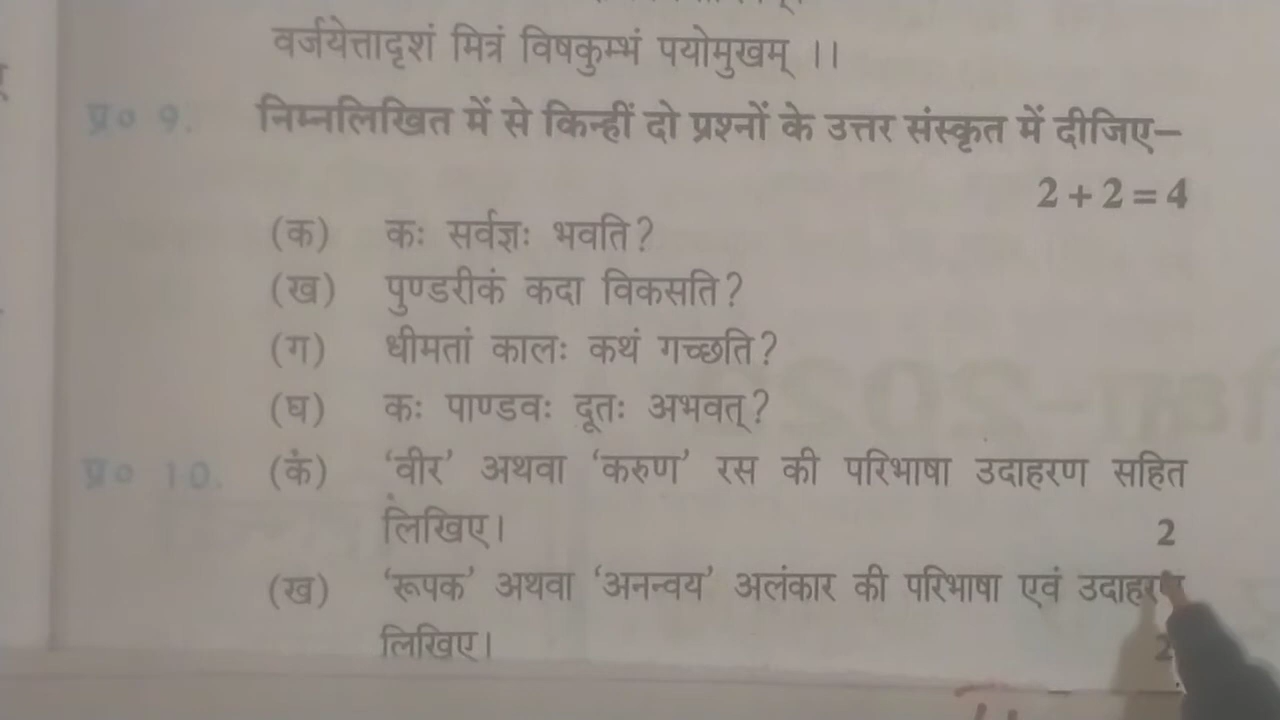 वर्जयेत्तादृशं मित्रं विषकुम्भं पयोमुखम् ।।
प्र० 9. निम्नलिखित में से किन्हीं दो प्रश्नों के उत्तर संस्कृत में दीजिए–
2 + 2 = 4
(क) कः सर्वज्ञः भवति?
(ख) पुण्डरीकं कदा विकसति?
(ग) धीमतां कालः कथं गच्छति?
(घ) कः पाण्डवः दूतः अभवत्?
प्र० 10. (क) ‘वीर’ अथवा ‘करुण’ रस की परिभाषा उदाहरण सहित
लिखिए। 2
(ख) ‘रूपक’ अथवा ‘अनन्वय’ अलंकार की परिभाषा एवं उदाहरण
लिखिए। 2